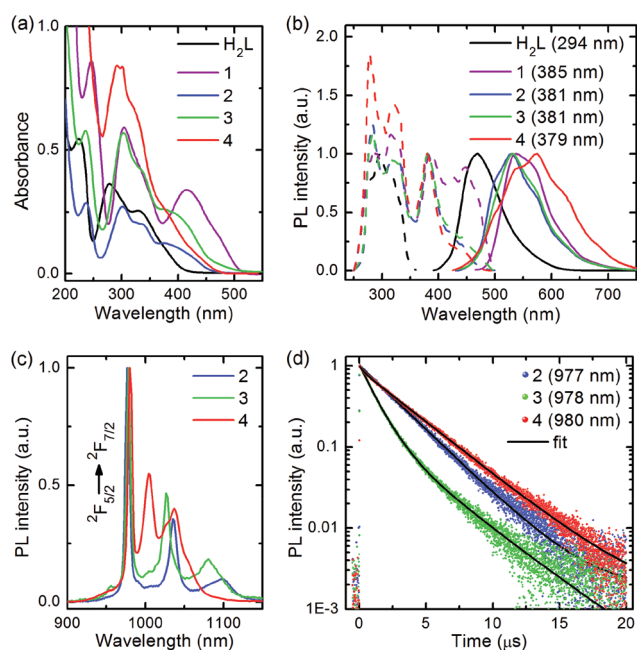 (a)
H₂L
1
2
3
4
1.0
0.5
0.0
Absorbance
200 300 400 500
Wavelength (nm)
(b)
H₂L (294 nm)
1 (385 nm)
2 (381 nm)
3 (381 nm)
4 (379 nm)
2.0
1.5
1.0
0.75
0.50
0.25
0.0
PL intensity (a.u.)
300 400 500 600 700
Wavelength (nm)
(c)
2
3
4
²F₅/₂ → ²F₇/₂
1.0
0.5
0.0
PL intensity (a.u.)
900 1000 1100
Wavelength (nm)
(d)
2 (977 nm)
3 (978 nm)
4 (980 nm)
fit
1
0.1
0.01
1E-3
PL intensity (a.u.)
0 5 10 15 20
Time (μs)